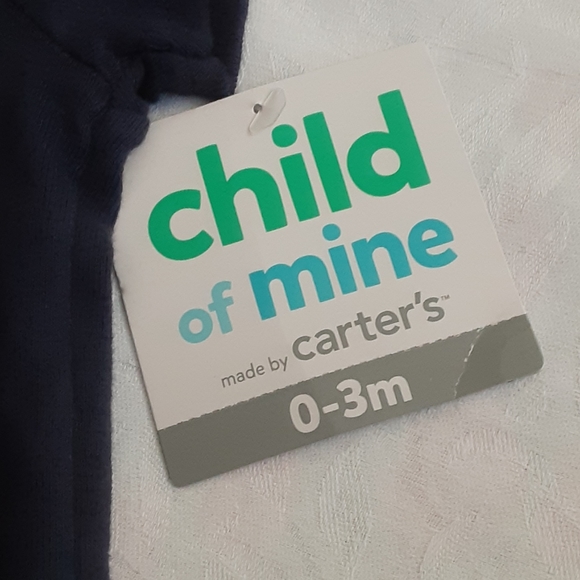 child
of mine
made by carter's™
0-3m